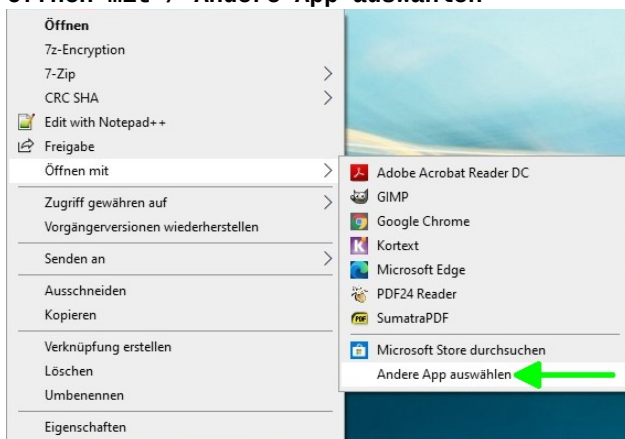 Öffnen mit / Andere App auswählen
Öffnen
7z-Encryption
7-Zip
CRC SHA
Edit with Notepad++
Freigabe
Öffnen mit
Zugriff gewähren auf
Vorgängerversionen wiederherstellen
Senden an
Ausschneiden
Kopieren
Verknüpfung erstellen
Löschen
Umbenennen
Eigenschaften
Adobe Acrobat Reader DC
GIMP
Google Chrome
Kortext
Microsoft Edge
PDF24 Reader
SumatraPDF
Microsoft Store durchsuchen
Andere App auswählen